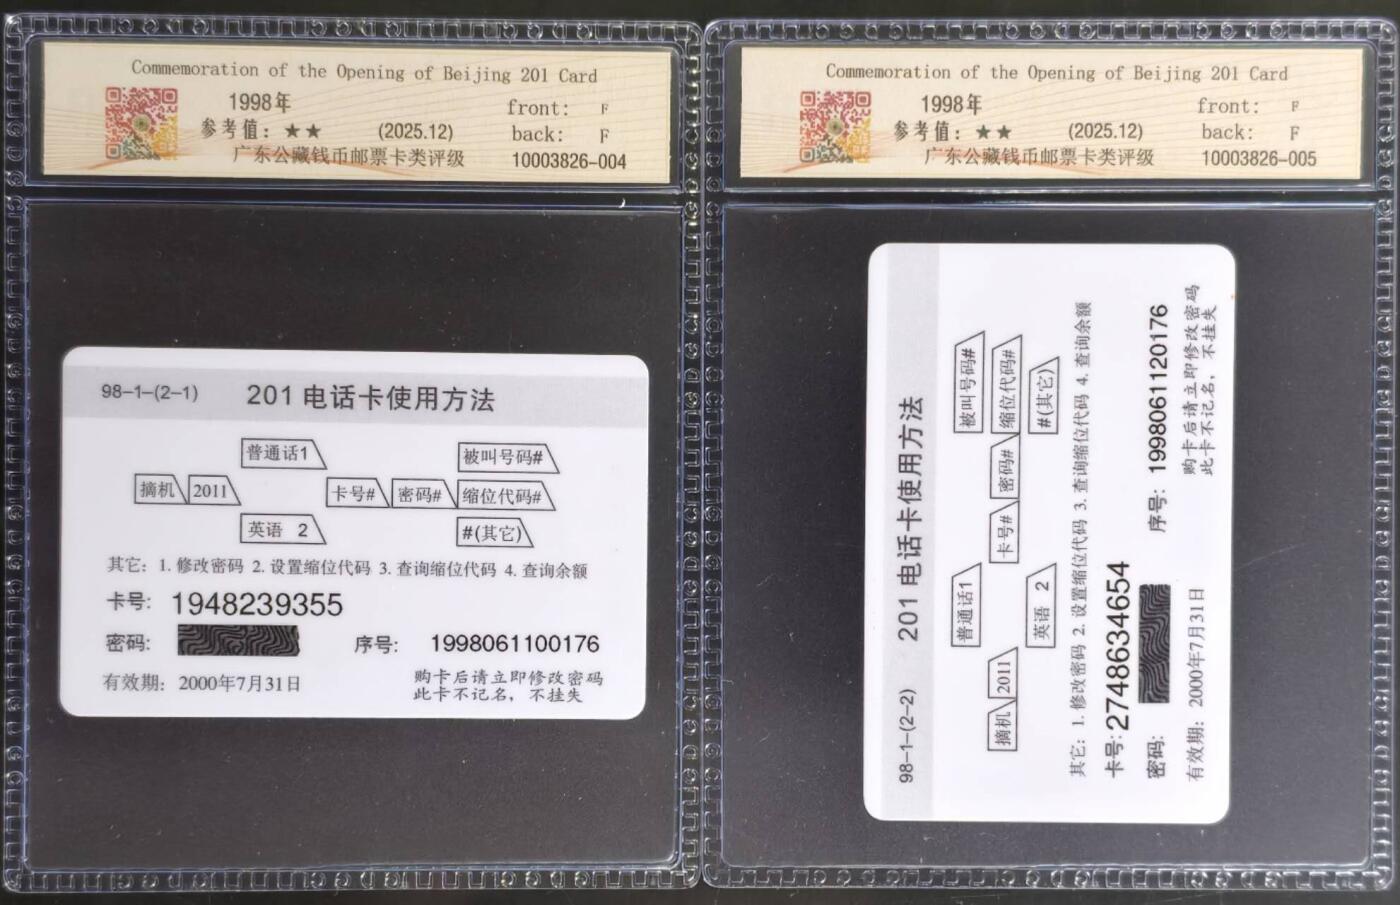 Commemoration of the Opening of Beijing 201 Card
1998年
front: F
参考值: ★★ (2025.12)
back: F
广东公藏钱币邮票卡类评级
10003826-004
98-1-(2-1) 201 电话卡使用方法
普通话1 被叫号码#
摘机 2011 卡号# 密码# 缩位代码#
英语 2 #(其它)
其它: 1. 修改密码 2. 设置缩位代码 3. 查询缩位代码 4. 查询余额
卡号: 1948239355
密码: 序号: 1998061100176
有效期: 2000年7月31日 购卡后请立即修改密码
此卡不记名, 不挂失
Commemoration of the Opening of Beijing 201 Card
1998年
front: F
参考值: ★★ (2025.12)
back: F
广东公藏钱币邮票卡类评级
10003826-005
98-1-(2-2) 201 电话卡使用方法
普通话1 被叫号码#
摘机 2011 卡号# 密码# 缩位代码#
英语 2 #(其它)
其它: 1. 修改密码 2. 设置缩位代码 3. 查询缩位代码 4. 查询余额
卡号: 2748634654
密码: 序号: 1998061120176
有效期: 2000年7月31日 购卡后请立即修改密码
此卡不记名, 不挂失